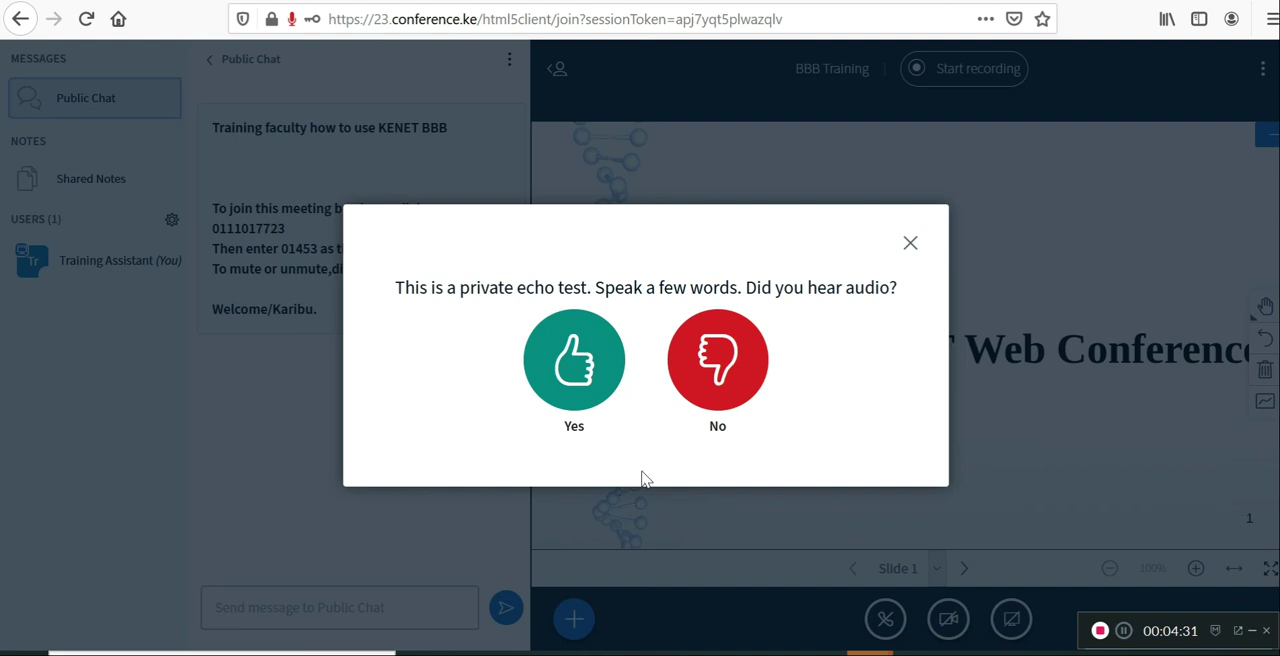 https://23.conference.ke/html5client/join?sessionToken=apj7yqt5plwazqlv
MESSAGES
Public Chat
NOTES
Shared Notes
USERS (1)
Tr
Training Assistant (You)
Public Chat
Training faculty how to use KENET BBB
To join this meeting b
0111017723
Then enter 01453 as t
To mute or unmute,di
Welcome/Karibu.
Send message to Public Chat
BBB Training
Start recording
This is a private echo test. Speak a few words. Did you hear audio?
Yes
No
Web Conference
1
Slide 1
100%
00:04:31